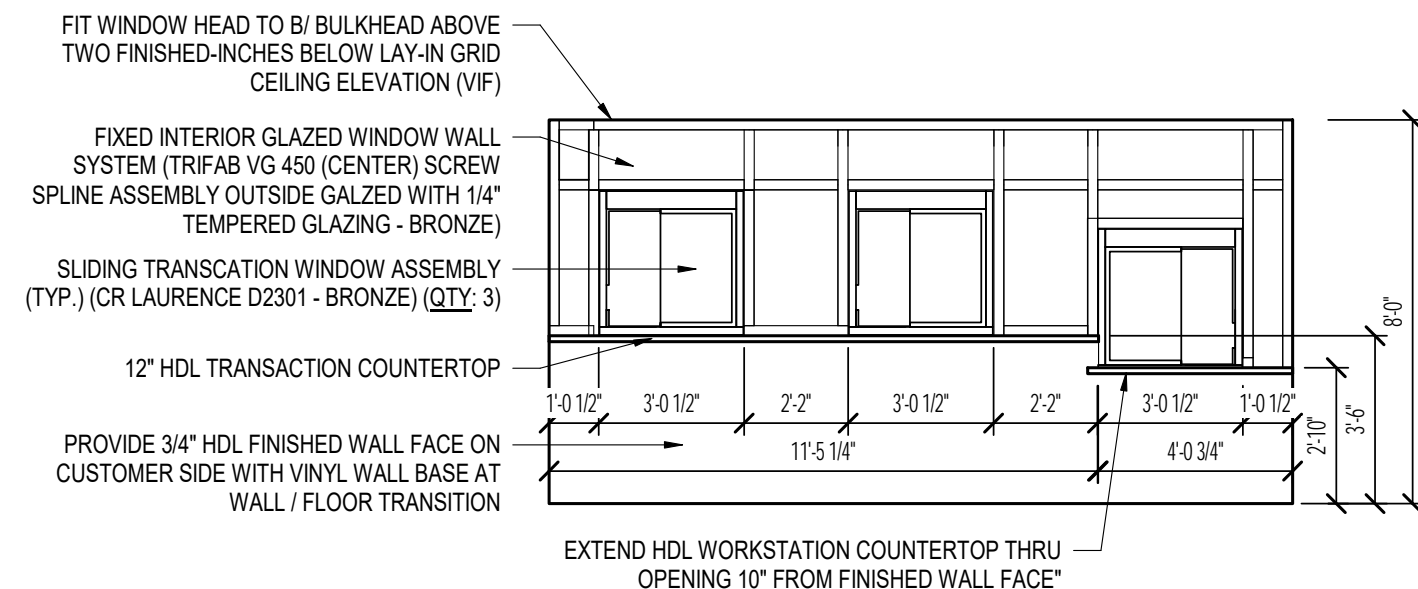 FIT WINDOW HEAD TO B/ BULKHEAD ABOVE
TWO FINISHED-INCHES BELOW LAY-IN GRID
CEILING ELEVATION (VIF)
FIXED INTERIOR GLAZED WINDOW WALL
SYSTEM (TRIFAB VG 450 (CENTER) SCREW
SPLINE ASSEMBLY OUTSIDE GALZED WITH 1/4"
TEMPERED GLAZING - BRONZE)
SLIDING TRANSCATION WINDOW ASSEMBLY
(TYP.) (CR LAURENCE D2301 - BRONZE) (QTY: 3)
12" HDL TRANSACTION COUNTERTOP
PROVIDE 3/4" HDL FINISHED WALL FACE ON
CUSTOMER SIDE WITH VINYL WALL BASE AT
WALL / FLOOR TRANSITION
1'-0 1/2" 3'-0 1/2" 2'-2" 3'-0 1/2" 2'-2" 3'-0 1/2" 1'-0 1/2"
11'-5 1/4" 4'-0 3/4"
2'-10"
3'-6"
8'-0"
EXTEND HDL WORKSTATION COUNTERTOP THRU
OPENING 10" FROM FINISHED WALL FACE"